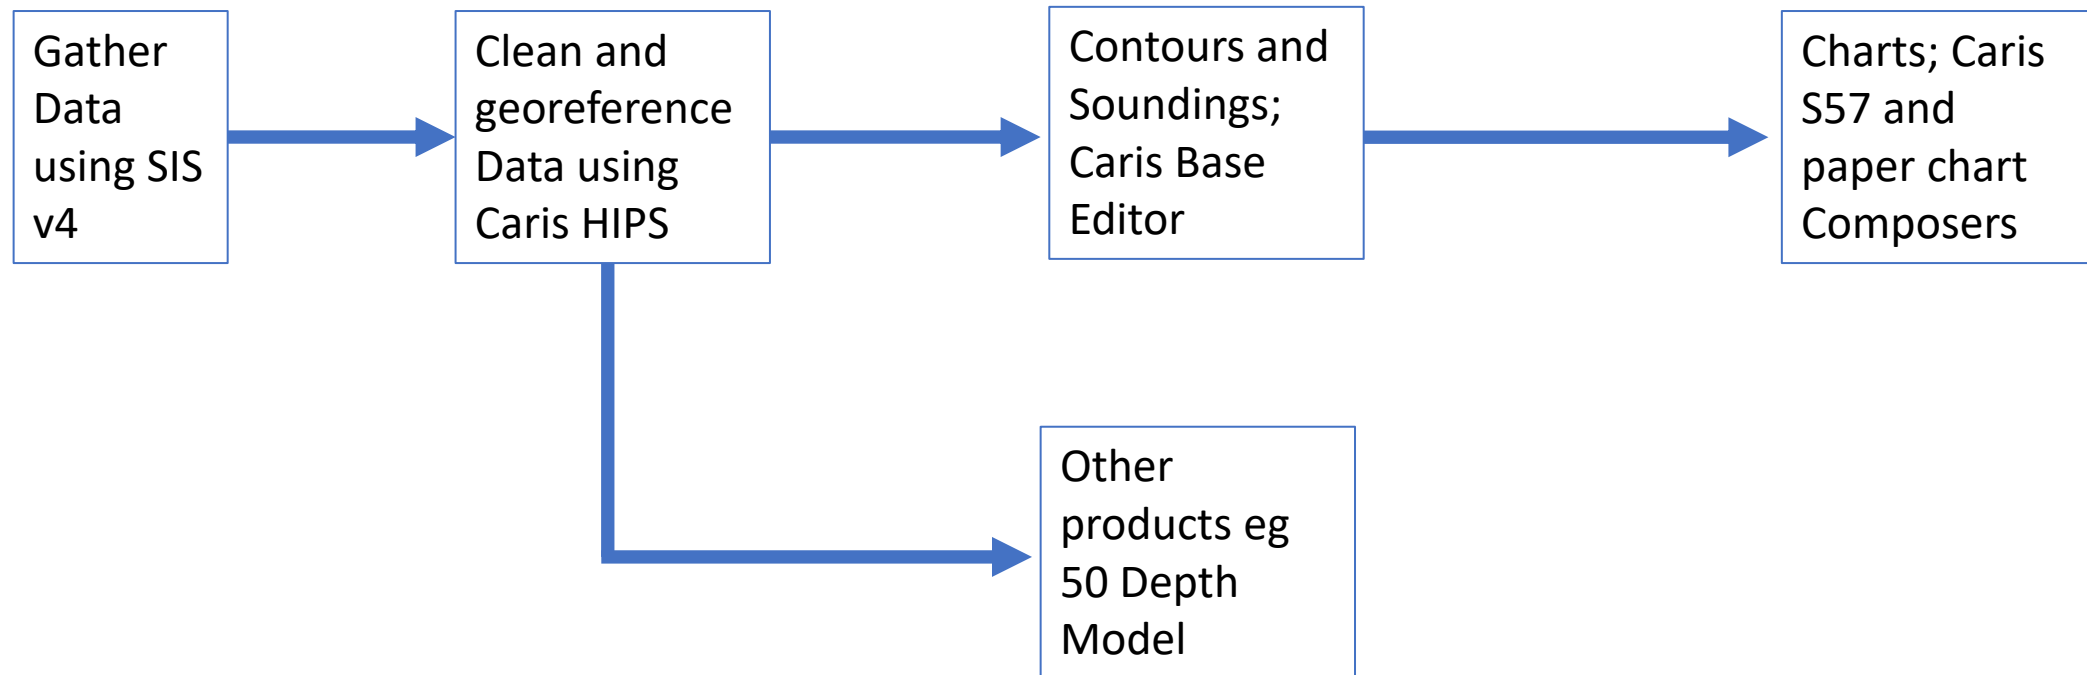 Gather
Data
using SIS
v4
Clean and
georeference
Data using
Caris HIPS
Contours and
Soundings;
Caris Base
Editor
Charts; Caris
S57 and
paper chart
Composers
Other
products eg
50 Depth
Model